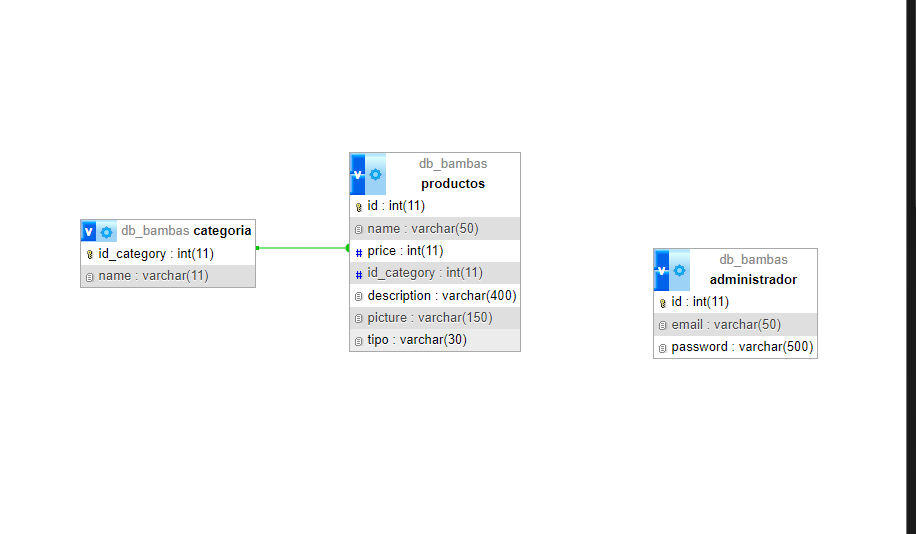 db_bambas categoria
id_category : int(11)
name : varchar(11)
db_bambas
productos
id : int(11)
name : varchar(50)
# price : int(11)
# id_category : int(11)
description : varchar(400)
picture : varchar(150)
tipo : varchar(30)
db_bambas
administrador
id : int(11)
email : varchar(50)
password : varchar(500)